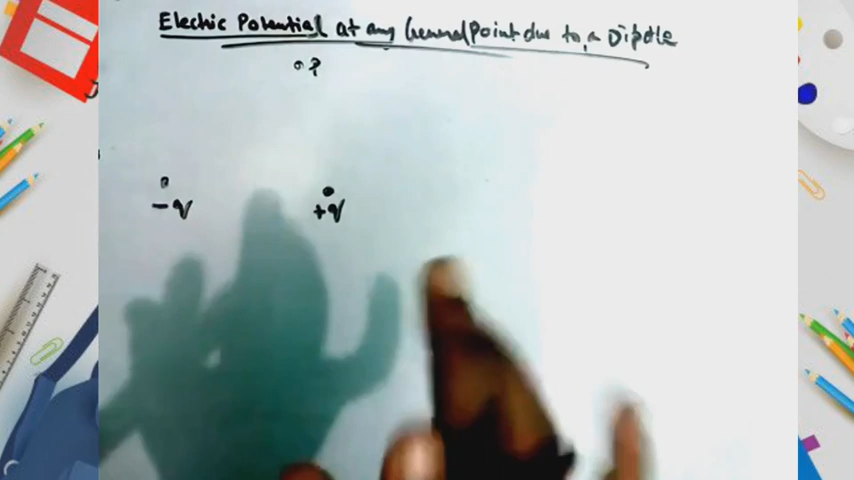 Electric Potential at any General Point due to a Dipole
P
-q +q